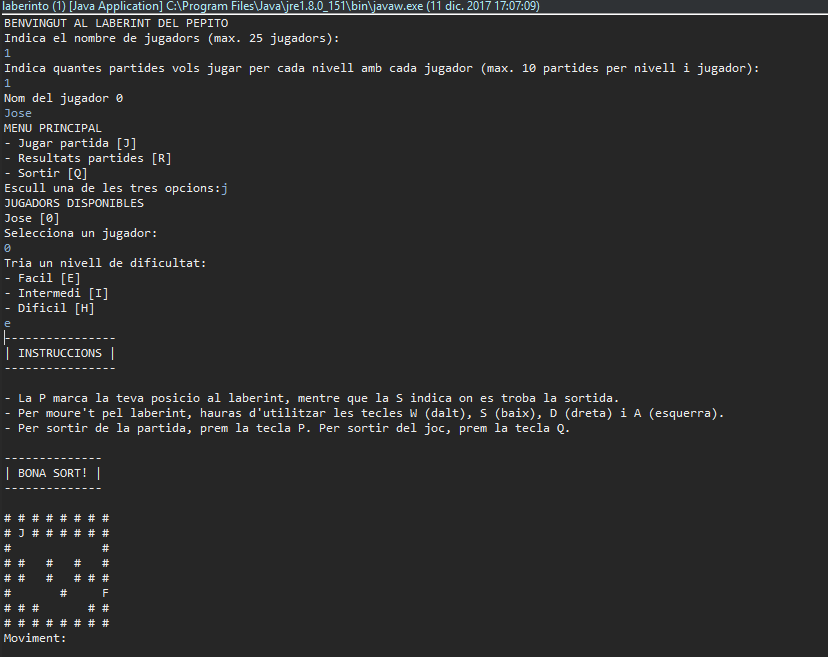 laberinto (1) [Java Application] C:\Program Files\Java\jre1.8.0_151\bin\javaw.exe (11 dic. 2017 17:07:09)
BENVINGUT AL LABERINT DEL PEPITO
Indica el nombre de jugadors (max. 25 jugadors):
1
Indica quantes partides vols jugar per cada nivell amb cada jugador (max. 10 partides per nivell i jugador):
1
Nom del jugador 0
Jose
MENU PRINCIPAL
- Jugar partida [J]
- Resultats partides [R]
- Sortir [Q]
Escull una de les tres opcions:j
JUGADORS DISPONIBLES
Jose [0]
Selecciona un jugador:
0
Tria un nivell de dificultat:
- Facil [E]
- Intermedi [I]
- Dificil [H]
e
----------------
| INSTRUCCIONS |
----------------
- La P marca la teva posicio al laberint, mentre que la S indica on es troba la sortida.
- Per moure't pel laberint, hauras d'utilitzar les tecles W (dalt), S (baix), D (dreta) i A (esquerra).
- Per sortir de la partida, prem la tecla P. Per sortir del joc, prem la tecla Q.
--------------
| BONA SORT! |
--------------
# # # # # # # #
# J # # # # # #
#             #
# #   #   #   #
# #   #   # # #
#       #     F
# # #       # #
# # # # # # # #
Moviment: